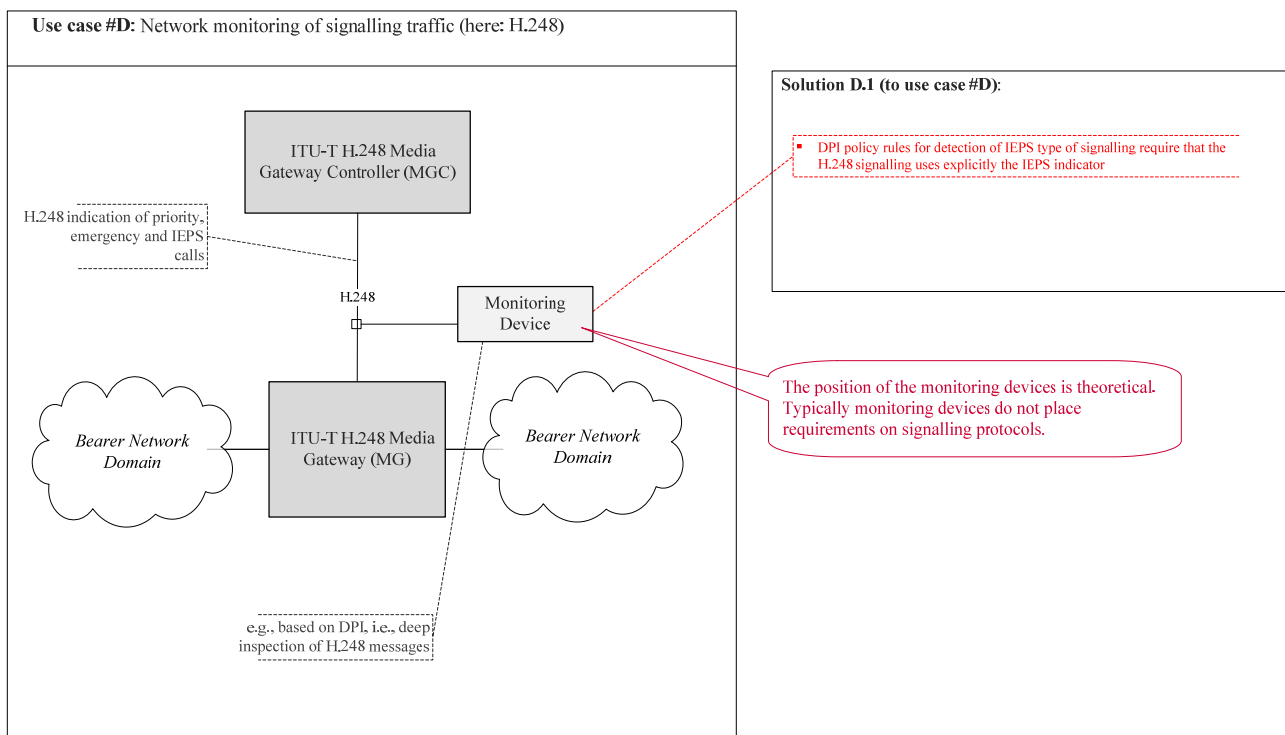 Use case #D: Network monitoring of signalling traffic (here: H.248)
Solution D.1 (to use case #D):
▪ DPI policy rules for detection of IEPS type of signalling require that the
H.248 signalling uses explicitly the IEPS indicator
ITU-T H.248 Media
Gateway Controller (MGC)
H.248 indication of priority,
emergency and IEPS
calls
H.248
Monitoring
Device
The position of the monitoring devices is theoretical.
Typically monitoring devices do not place
requirements on signalling protocols.
Bearer Network
Domain
ITU-T H.248 Media
Gateway (MG)
Bearer Network
Domain
e.g., based on DPI, i.e., deep
inspection of H.248 messages